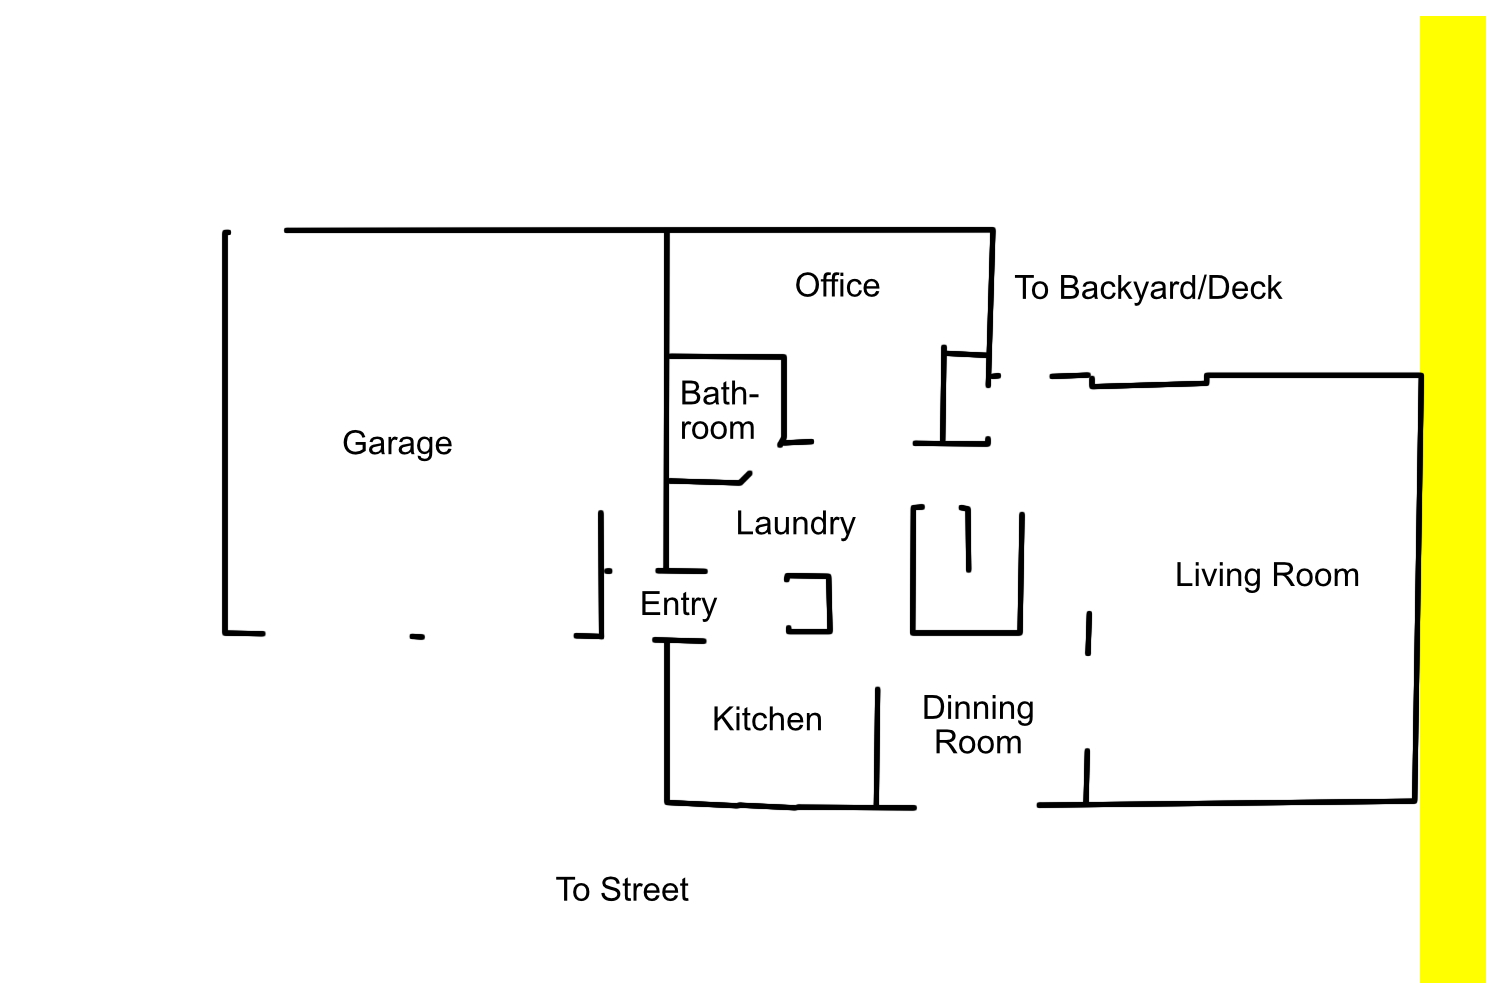 Office
To Backyard/Deck
Bath-
room
Garage
Laundry
Living Room
Entry
Kitchen
Dinning
Room
To Street